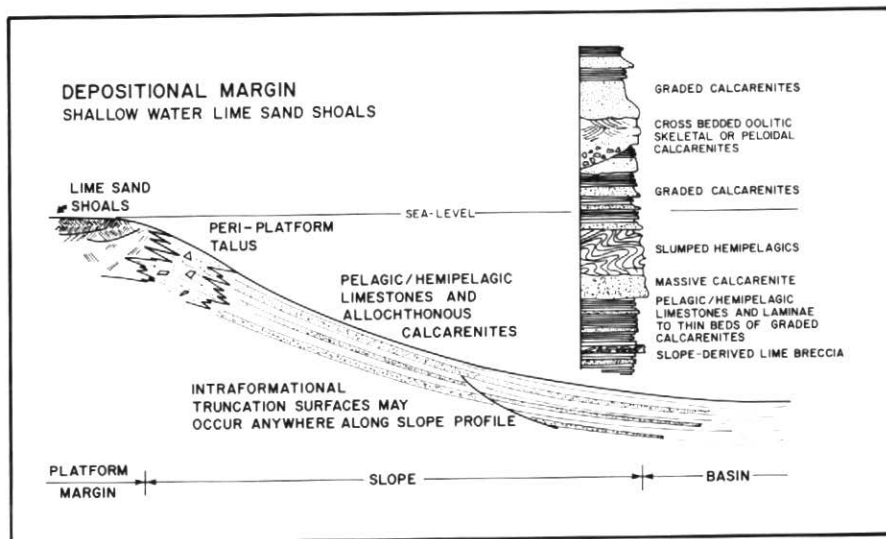 DEPOSITIONAL MARGIN
SHALLOW WATER LIME SAND SHOALS
LIME SAND
SHOALS
PERI-PLATFORM
TALUS
SEA-LEVEL
PELAGIC/HEMIPELAGIC
LIMESTONES AND
ALLOCHTHONOUS
CALCARENITES
INTRAFORMATIONAL
TRUNCATION SURFACES MAY
OCCUR ANYWHERE ALONG SLOPE PROFILE
GRADED CALCARENITES
CROSS BEDDED OOLITIC
SKELETAL OR PELOIDAL
CALCARENITES
GRADED CALCARENITES
SLUMPED HEMIPELAGICS
MASSIVE CALCARENITE
PELAGIC/HEMIPELAGIC
LIMESTONES AND LAMINAE
TO THIN BEDS OF GRADED
CALCARENITES
SLOPE-DERIVED LIME BRECCIA
PLATFORM
MARGIN
SLOPE
BASIN